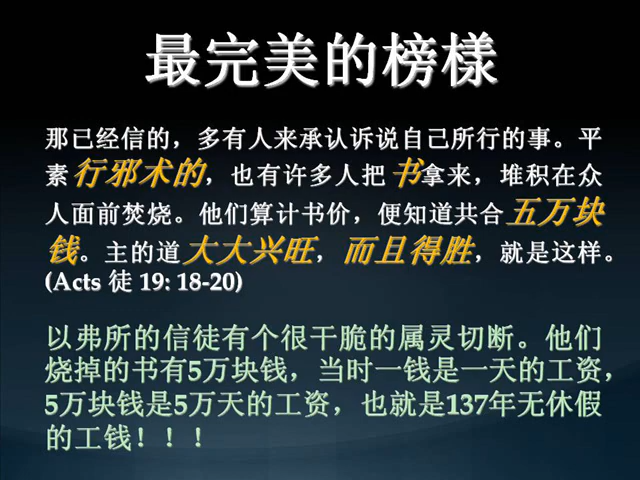 最完美的榜樣
那已经信的，多有人来承认诉说自己所行的事。平
素行邪术的，也有许多人把书拿来，堆积在众
人面前焚烧。他们算计书价，便知道共合五万块
钱。主的道大大兴旺，而且得胜，就是这样。
(Acts 徒 19: 18-20)
以弗所的信徒有个很干脆的属灵切断。他们
烧掉的书有5万块钱，当时一钱是一天的工资，
5万块钱是5万天的工资，也就是137年无休假
的工钱！！！